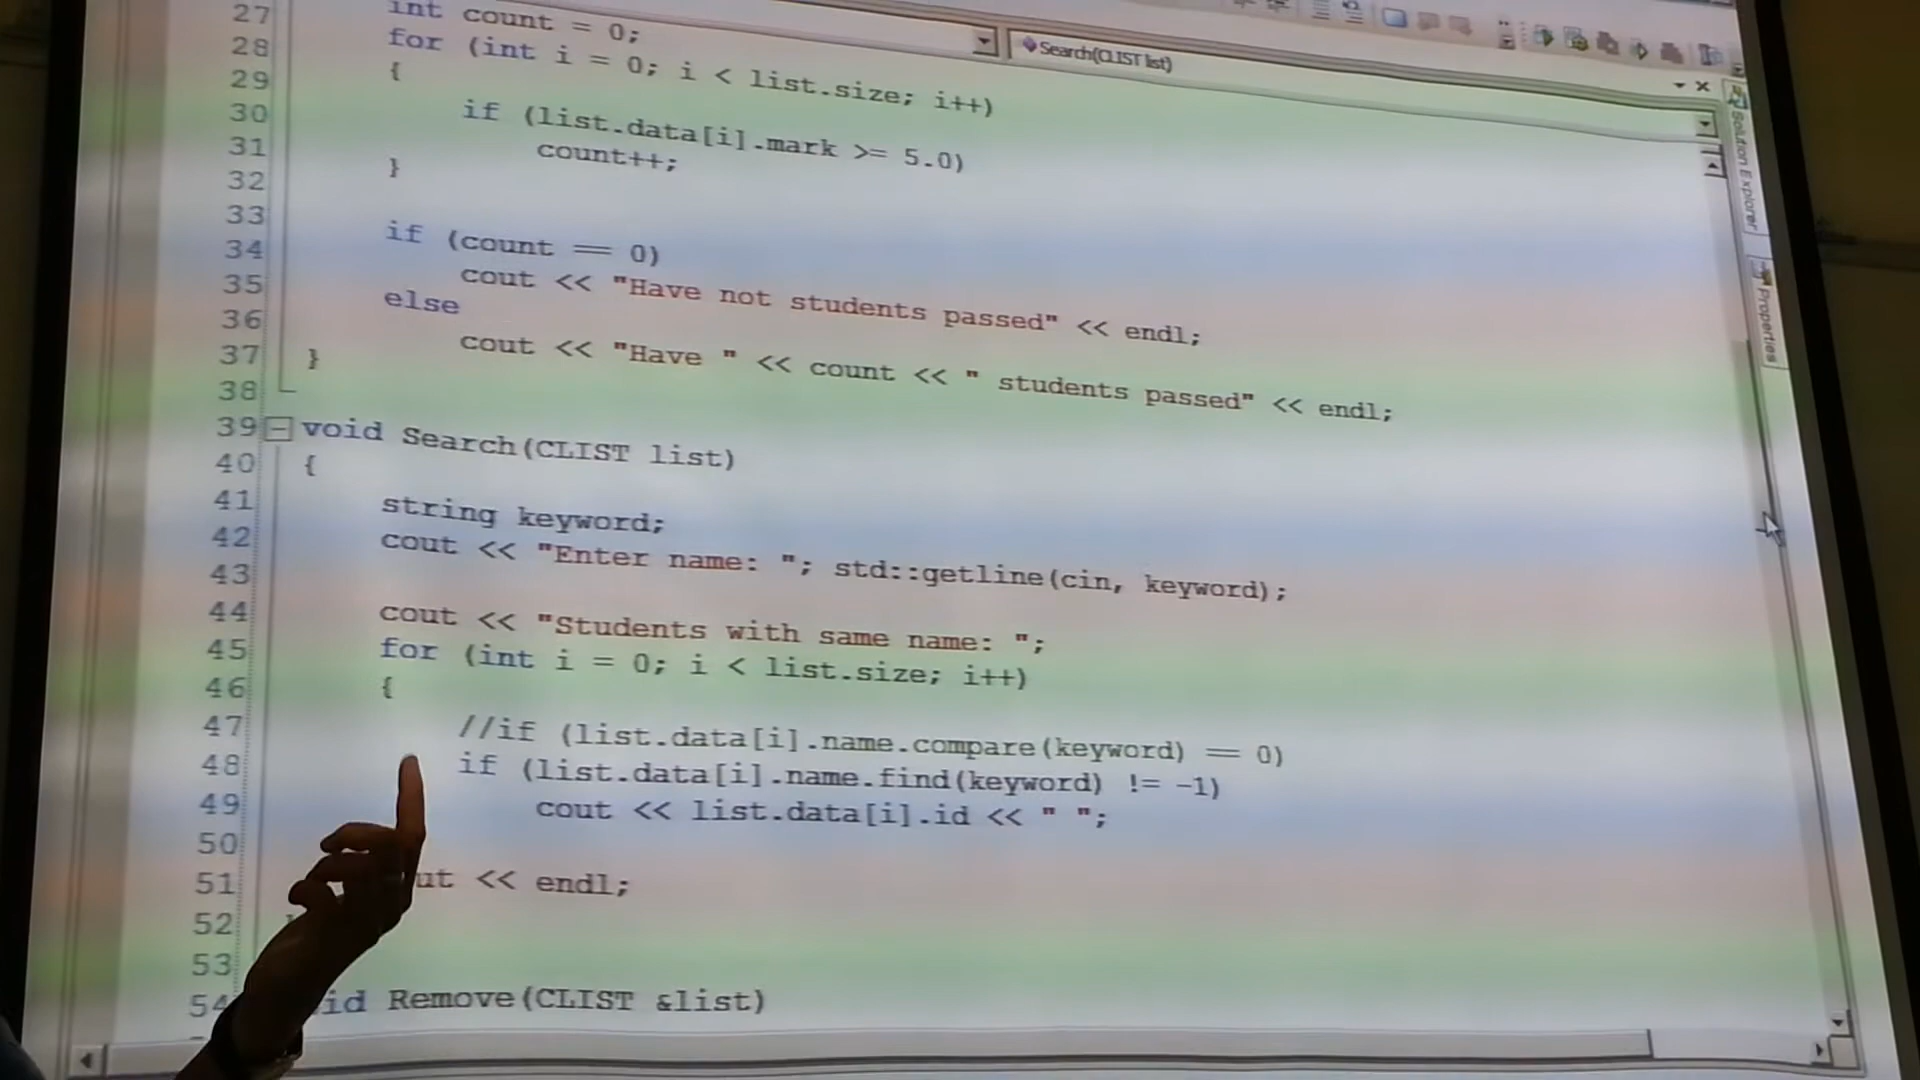 Search(CLIST list)
Solution Explorer
Properties
27 int count = 0;
28 for (int i = 0; i < list.size; i++)
29 {
30 if (list.data[i].mark >= 5.0)
31 count++;
32 }
33
34 if (count == 0)
35 cout << "Have not students passed" << endl;
36 else
37 cout << "Have " << count << " students passed" << endl;
38 }
39 void Search(CLIST list)
40 {
41 string keyword;
42 cout << "Enter name: "; std::getline(cin, keyword);
43
44 cout << "Students with same name: ";
45 for (int i = 0; i < list.size; i++)
46 {
47 //if (list.data[i].name.compare(keyword) == 0)
48 if (list.data[i].name.find(keyword) != -1)
49 cout << list.data[i].id << " ";
50
51 ut << endl;
52
53
54 id Remove(CLIST &list)